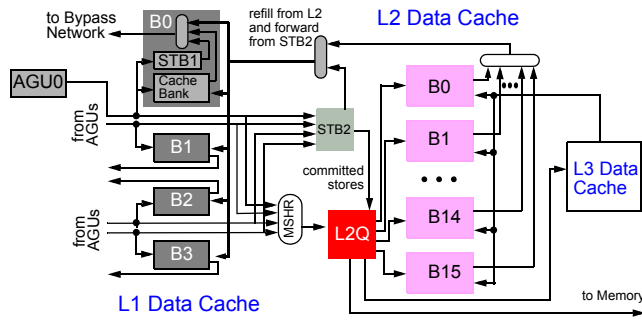 to Bypass
Network
B0
STB1
Cache
Bank
refill from L2
and forward
from STB2
L2 Data Cache
AGU0
from
AGUs
B1
B2
B3
from
AGUs
STB2
committed
stores
MSHR
L2Q
B0
B1
• • •
B14
B15
L3 Data
Cache
to Memory
L1 Data Cache